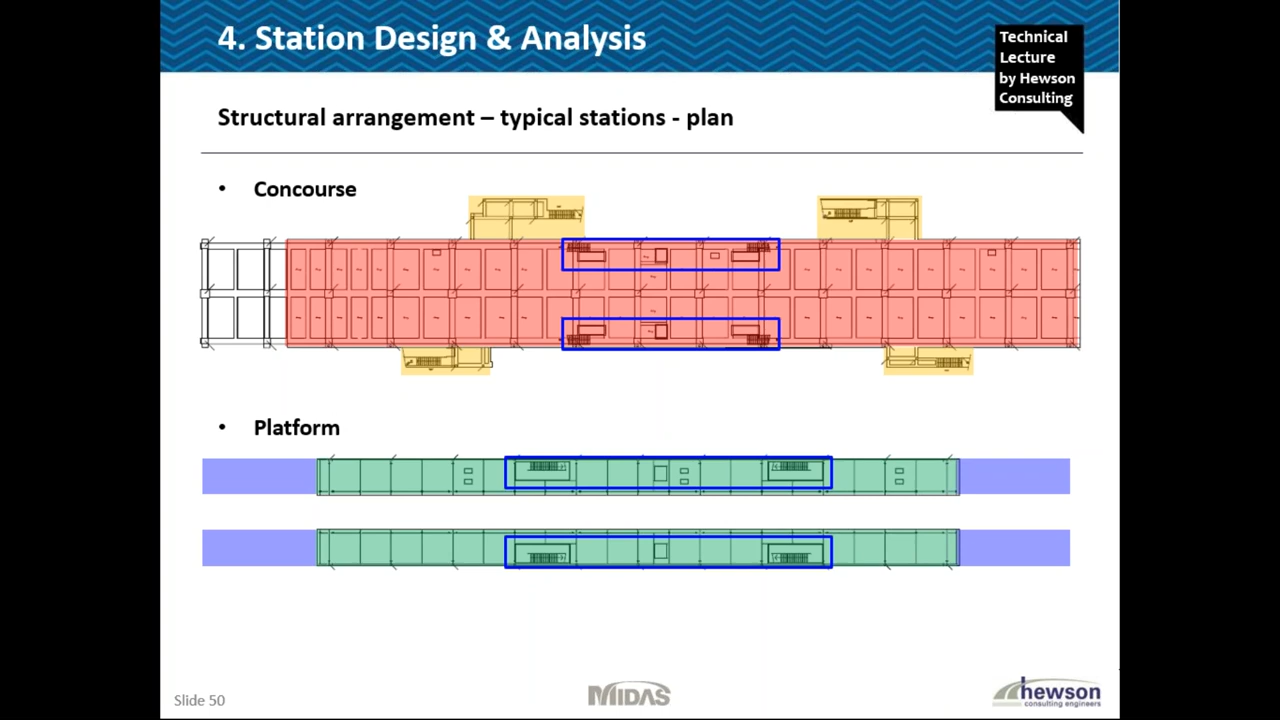 4. Station Design & Analysis
Technical
Lecture
by Hewson
Consulting
Structural arrangement – typical stations - plan
• Concourse
• Platform
Slide 50
MIDAS
hewson
consulting engineers